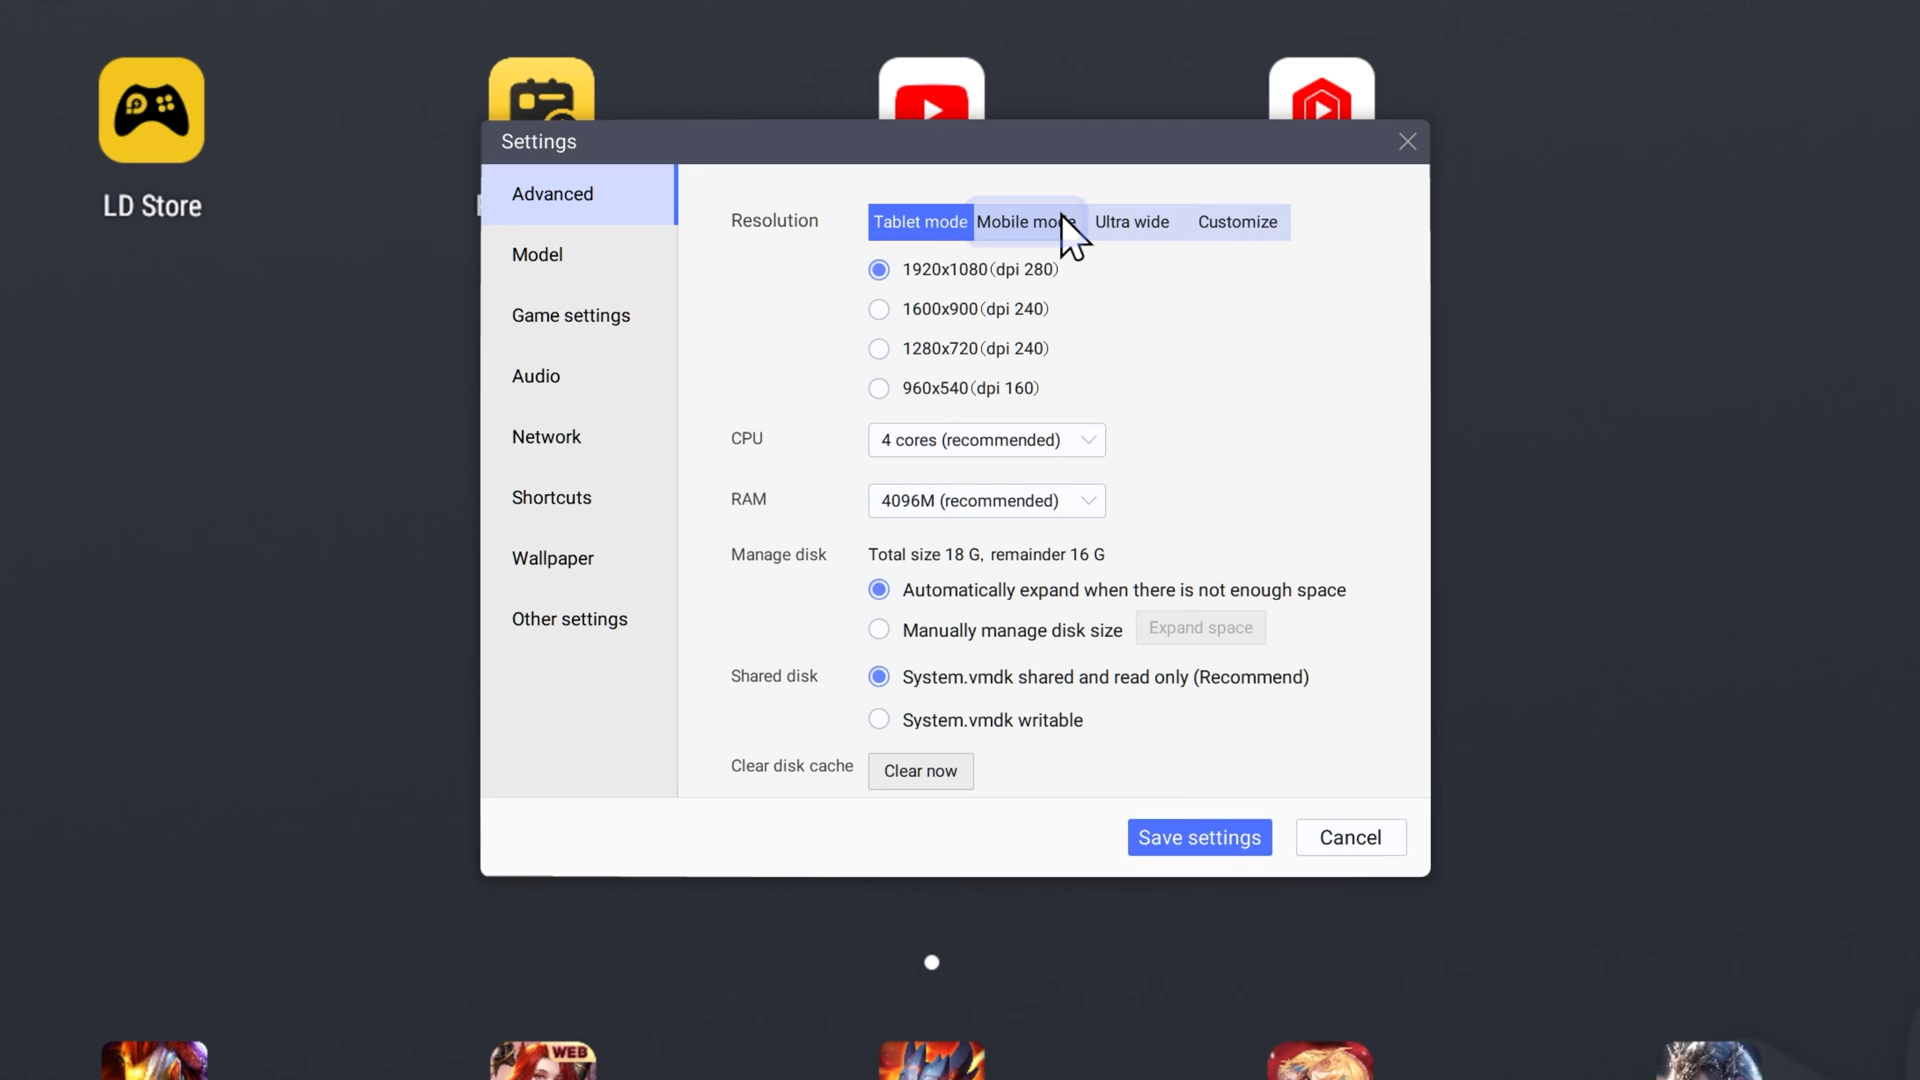 LD Store
Settings
Advanced
Model
Game settings
Audio
Network
Shortcuts
Wallpaper
Other settings
Resolution
Tablet mode
Mobile mode
Ultra wide
Customize
1920x1080(dpi 280)
1600x900(dpi 240)
1280x720(dpi 240)
960x540(dpi 160)
CPU
4 cores (recommended)
RAM
4096M (recommended)
Manage disk
Total size 18 G, remainder 16 G
Automatically expand when there is not enough space
Manually manage disk size
Expand space
Shared disk
System.vmdk shared and read only (Recommend)
System.vmdk writable
Clear disk cache
Clear now
Save settings
Cancel
WEB